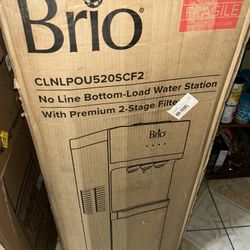 Brio
FRAGILE
CLNLPOU520SCF2
No Line Bottom-Load Water Station
With Premium 2-Stage Filter
Brio